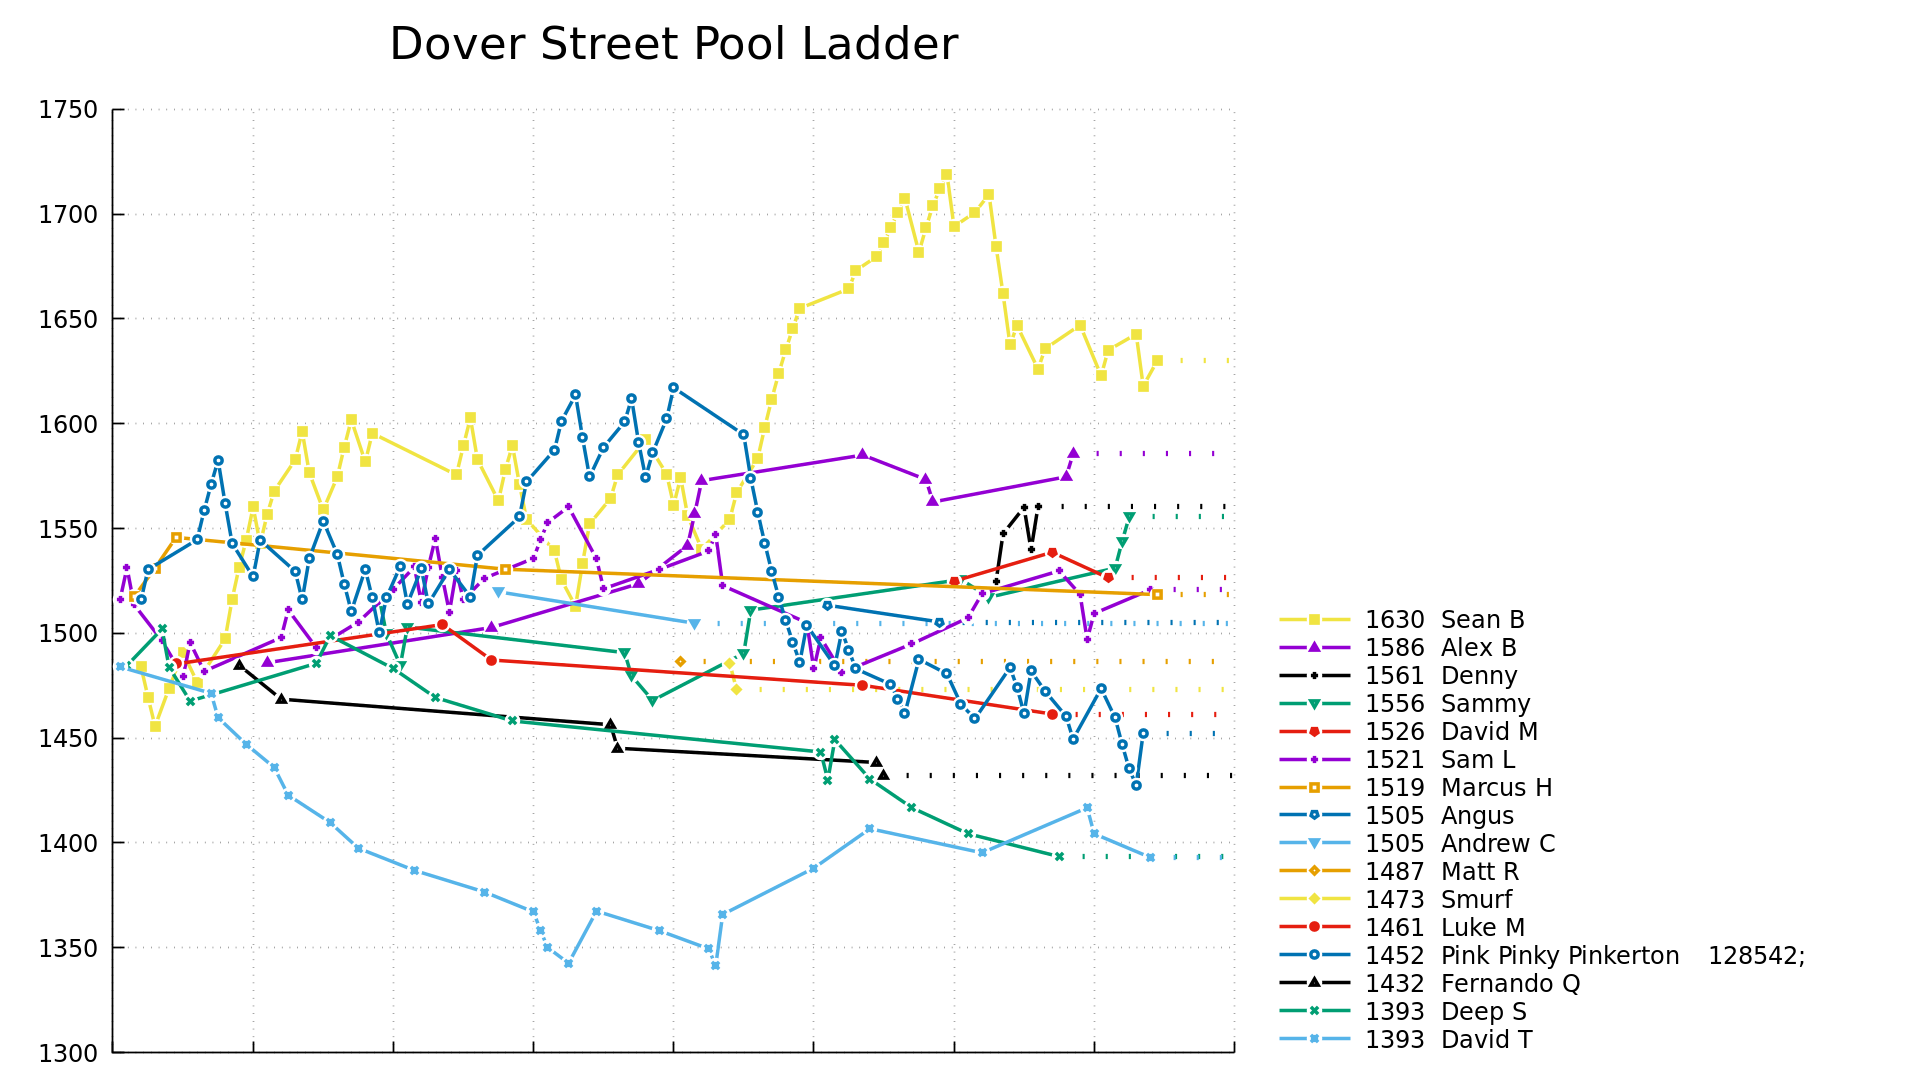 Dover Street Pool Ladder
1750
1700
1650
1600
1550
1500
1450
1400
1350
1300
1630 Sean B
1586 Alex B
1561 Denny
1556 Sammy
1526 David M
1521 Sam L
1519 Marcus H
1505 Angus
1505 Andrew C
1487 Matt R
1473 Smurf
1461 Luke M
1452 Pink Pinky Pinkerton 128542;
1432 Fernando Q
1393 Deep S
1393 David T